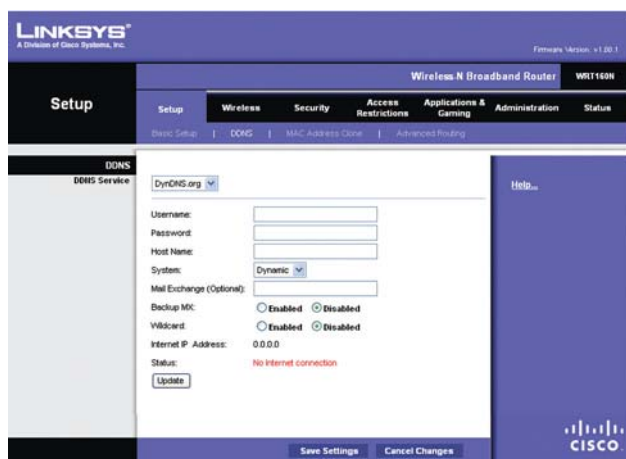 LINKSYS®
A Division of Cisco Systems, Inc.
Firmware Version: v1.00.1
Wireless-N Broadband Router WRT160N
Setup
Setup Wireless Security Access Restrictions Applications & Gaming Administration Status
Basic Setup | DDNS | MAC Address Clone | Advanced Routing
DDNS
DDNS Service
DynDNS.org
Help...
Username:
Password:
Host Name:
System: Dynamic
Mail Exchange (Optional):
Backup MX: Enabled Disabled
Wildcard: Enabled Disabled
Internet IP Address: 0.0.0.0
Status: No Internet connection
Update
Save Settings Cancel Changes
CISCO.